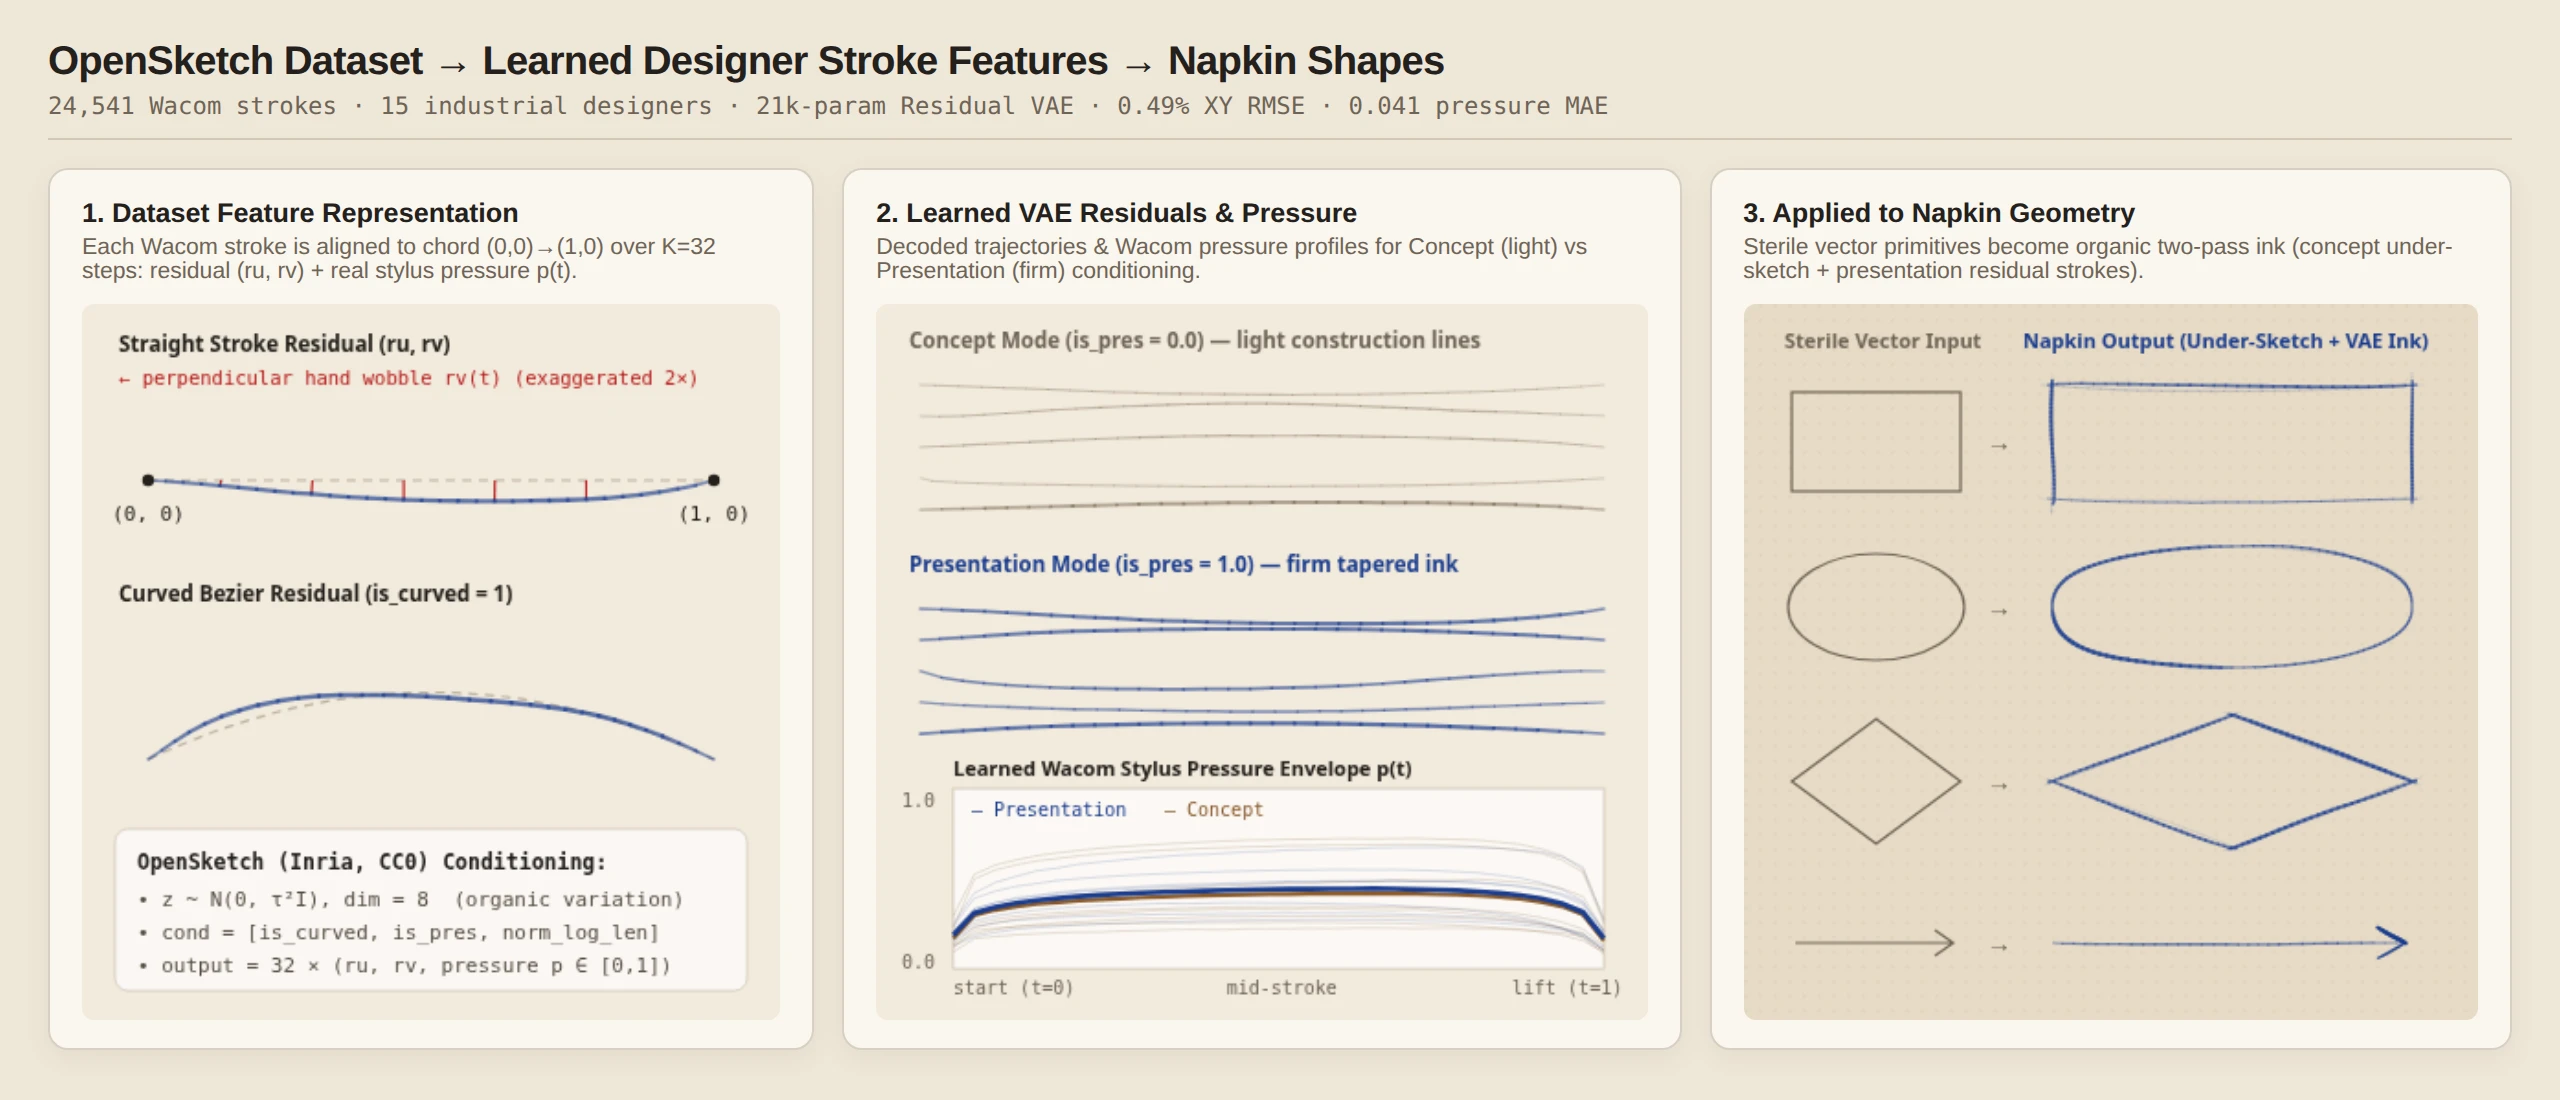 OpenSketch Dataset → Learned Designer Stroke Features → Napkin Shapes
24,541 Wacom strokes · 15 industrial designers · 21k-param Residual VAE · 0.49% XY RMSE · 0.041 pressure MAE
1. Dataset Feature Representation
Each Wacom stroke is aligned to chord (0,0)→(1,0) over K=32
steps: residual (ru, rv) + real stylus pressure p(t).
Straight Stroke Residual (ru, rv)
← perpendicular hand wobble rv(t) (exaggerated 2×)
(0, 0)
(1, 0)
Curved Bezier Residual (is_curved = 1)
OpenSketch (Inria, CC0) Conditioning:
• z ~ N(0, τ²I), dim = 8 (organic variation)
• cond = [is_curved, is_pres, norm_log_len]
• output = 32 × (ru, rv, pressure p ∈ [0,1])
2. Learned VAE Residuals & Pressure
Decoded trajectories & Wacom pressure profiles for Concept (light) vs
Presentation (firm) conditioning.
Concept Mode (is_pres = 0.0) — light construction lines
Presentation Mode (is_pres = 1.0) — firm tapered ink
Learned Wacom Stylus Pressure Envelope p(t)
1.0
— Presentation — Concept
0.0
start (t=0) mid-stroke lift (t=1)
3. Applied to Napkin Geometry
Sterile vector primitives become organic two-pass ink (concept under-
sketch + presentation residual strokes).
Sterile Vector Input
Napkin Output (Under-Sketch + VAE Ink)
→
→
→
→